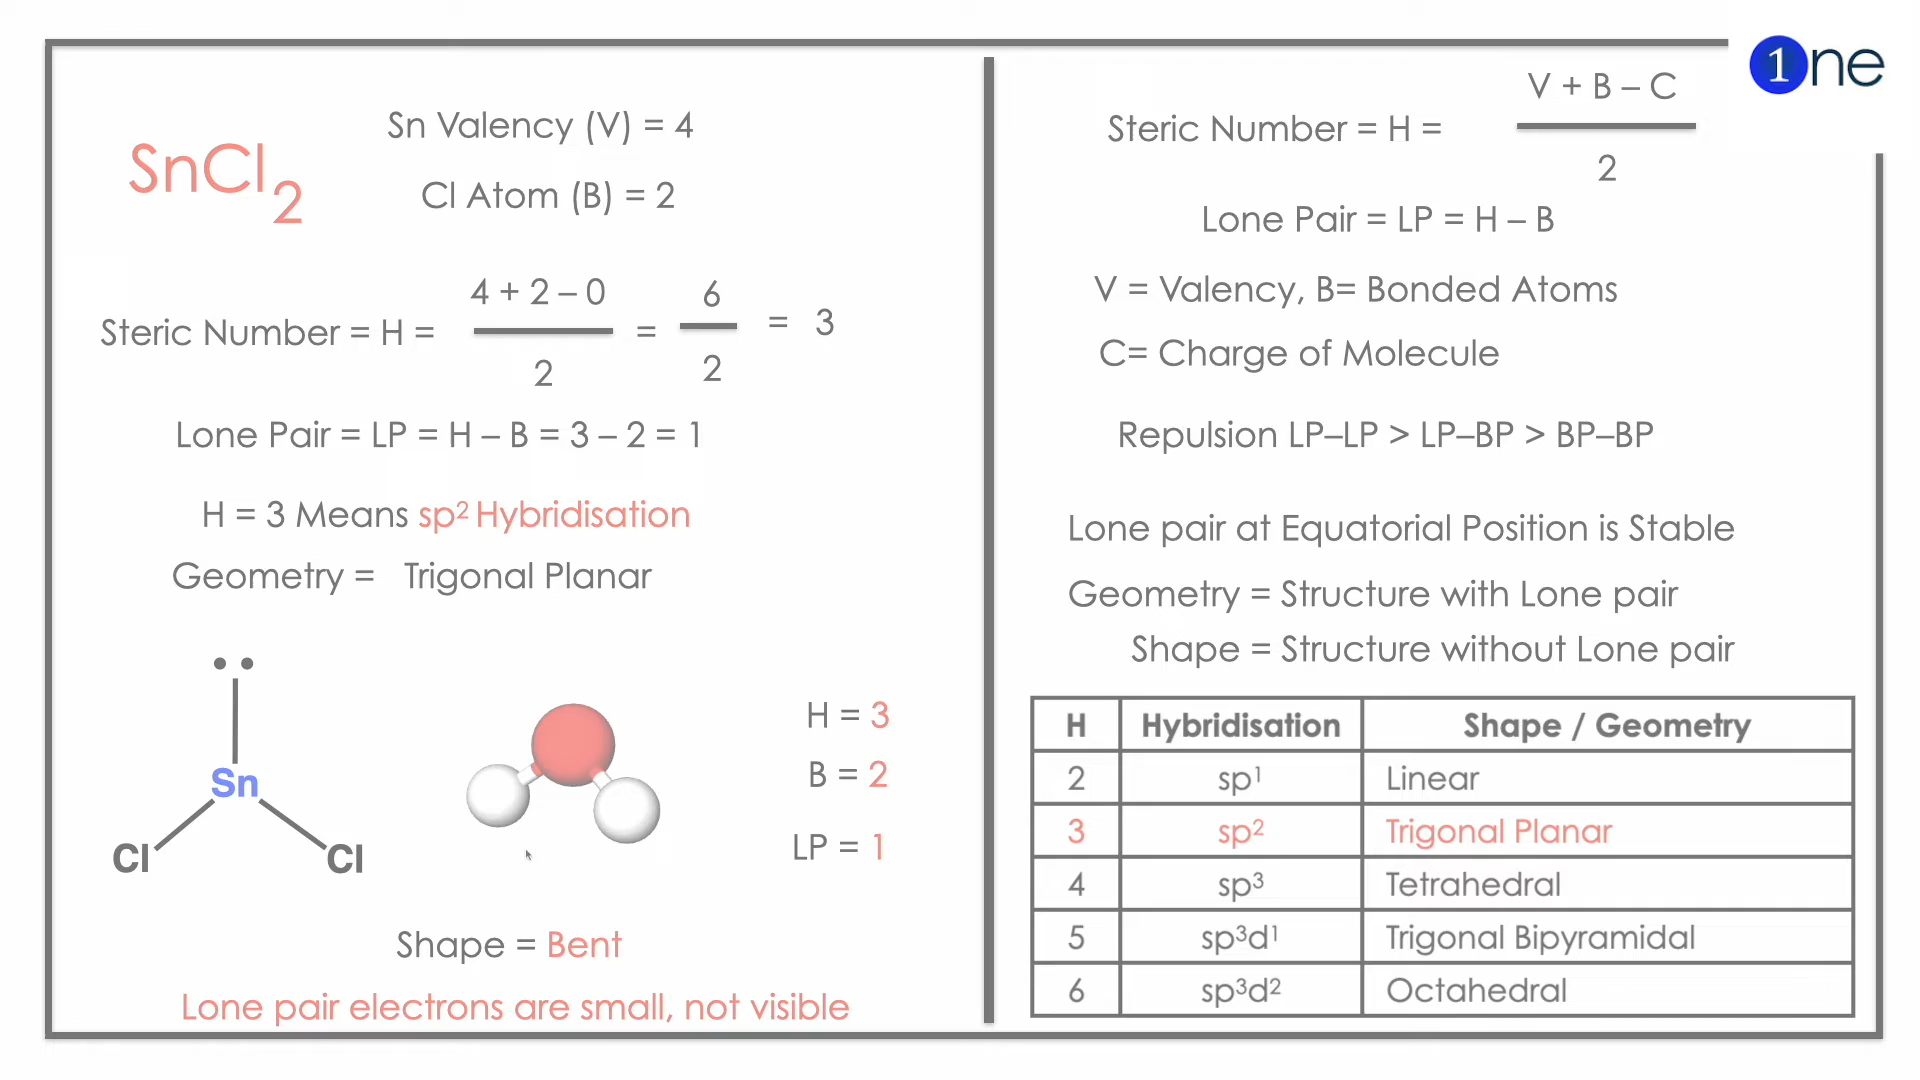 SnCl₂
Sn Valency (V) = 4
Cl Atom (B) = 2
Steric Number = H =
4 + 2 – 0
2
=
6
2
= 3
Lone Pair = LP = H – B = 3 – 2 = 1
H = 3 Means sp² Hybridisation
Geometry = Trigonal Planar
Sn
Cl
Cl
H = 3
B = 2
LP = 1
Shape = Bent
Lone pair electrons are small, not visible
1ne
Steric Number = H =
V + B – C
2
Lone Pair = LP = H – B
V = Valency, B= Bonded Atoms
C= Charge of Molecule
Repulsion LP–LP > LP–BP > BP–BP
Lone pair at Equatorial Position is Stable
Geometry = Structure with Lone pair
Shape = Structure without Lone pair
H Hybridisation Shape / Geometry
2 sp¹ Linear
3 sp² Trigonal Planar
4 sp³ Tetrahedral
5 sp³d¹ Trigonal Bipyramidal
6 sp³d² Octahedral